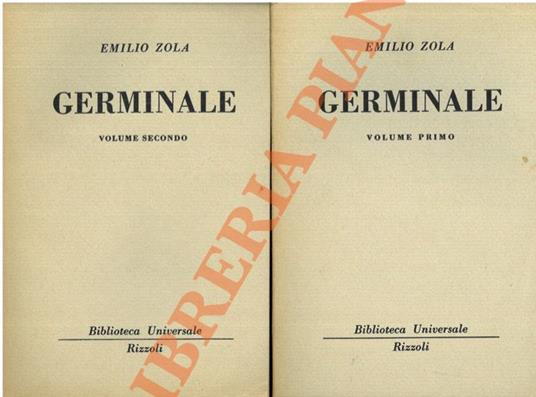 EMILIO ZOLA
GERMINALE
VOLUME SECONDO
Biblioteca Universale
Rizzoli
EMILIO ZOLA
GERMINALE
VOLUME PRIMO
Biblioteca Universale
Rizzoli
LIBRERIA PIAN